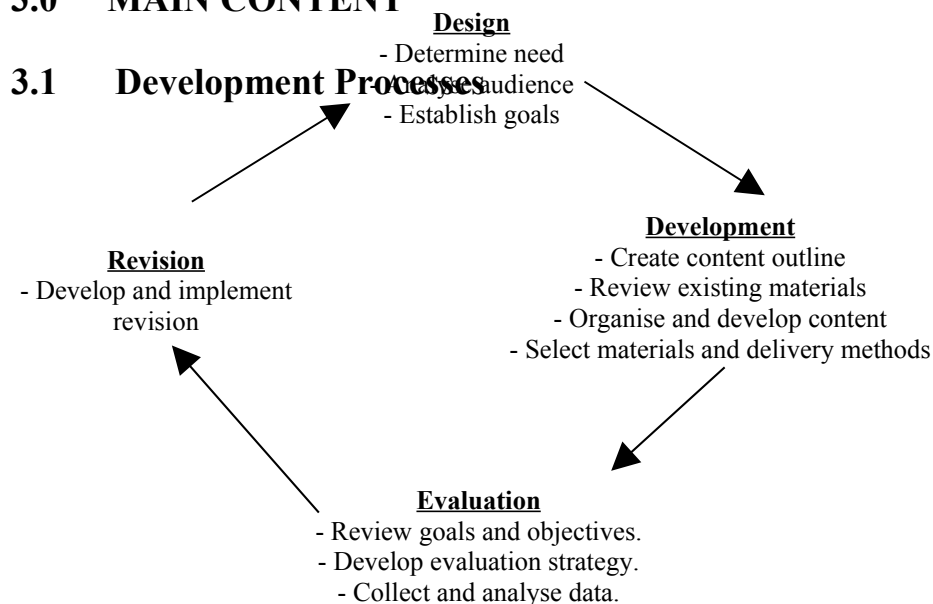 3.0 MAIN CONTENT
Design
- Determine need
3.1 Development Processes
- Analyse audience
- Establish goals
Development
- Create content outline
- Review existing materials
- Organise and develop content
- Select materials and delivery methods
Revision
- Develop and implement
revision
Evaluation
- Review goals and objectives.
- Develop evaluation strategy.
- Collect and analyse data.